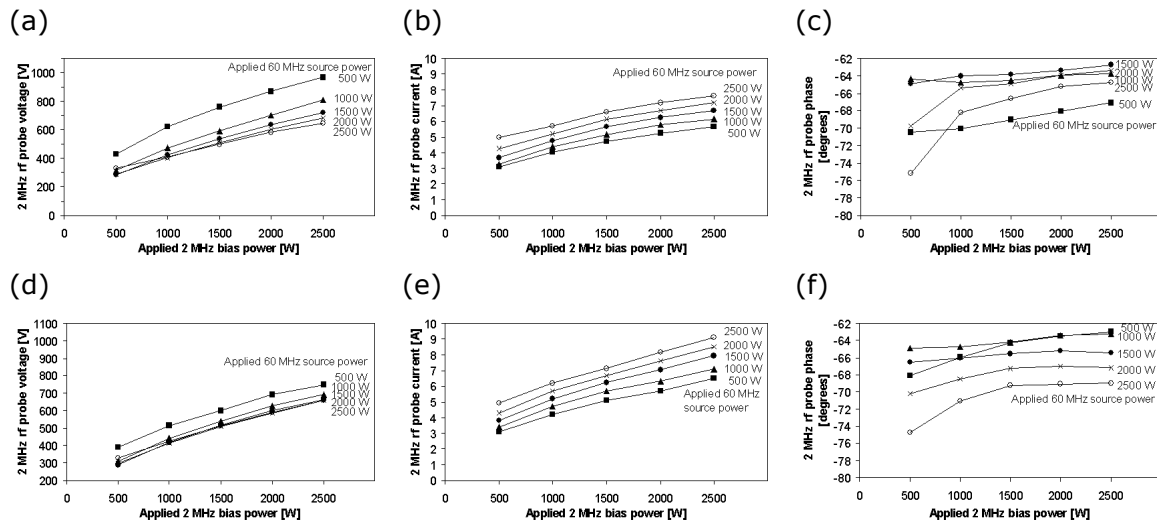 (a)
2 MHz rf probe voltage [V]
1000
800
600
400
200
0
Applied 60 MHz source power
500 W
1000 W
1500 W
2000 W
2500 W
0 500 1000 1500 2000 2500
Applied 2 MHz bias power [W]
(b)
2 MHz rf probe current [A]
10
9
8
7
6
5
4
3
2
1
0
Applied 60 MHz source power
2500 W
2000 W
1500 W
1000 W
500 W
0 500 1000 1500 2000 2500
Applied 2 MHz bias power [W]
(c)
2 MHz rf probe phase
[degrees]
-62
-64
-66
-68
-70
-72
-74
-76
-78
-80
1500 W
2000 W
1000 W
2500 W
500 W
Applied 60 MHz source power
0 500 1000 1500 2000 2500
Applied 2 MHz bias power [W]
(d)
2 MHz rf probe voltage [V]
1100
1000
900
800
700
600
500
400
300
200
Applied 60 MHz source power
500 W
1000 W
1500 W
2000 W
2500 W
0 500 1000 1500 2000 2500
Applied 2 MHz bias power [W]
(e)
2 MHz rf probe current [A]
10
9
8
7
6
5
4
3
2
1
0
2500 W
2000 W
1500 W
1000 W
500 W
Applied 60 MHz
source power
0 500 1000 1500 2000 2500
Applied 2 MHz bias power [W]
(f)
2 MHz rf probe phase
[degrees]
-62
-64
-66
-68
-70
-72
-74
-76
-78
-80
500 W
1000 W
1500 W
2000 W
2500 W
Applied 60 MHz source power
0 500 1000 1500 2000 2500
Applied 2 MHz bias power [W]